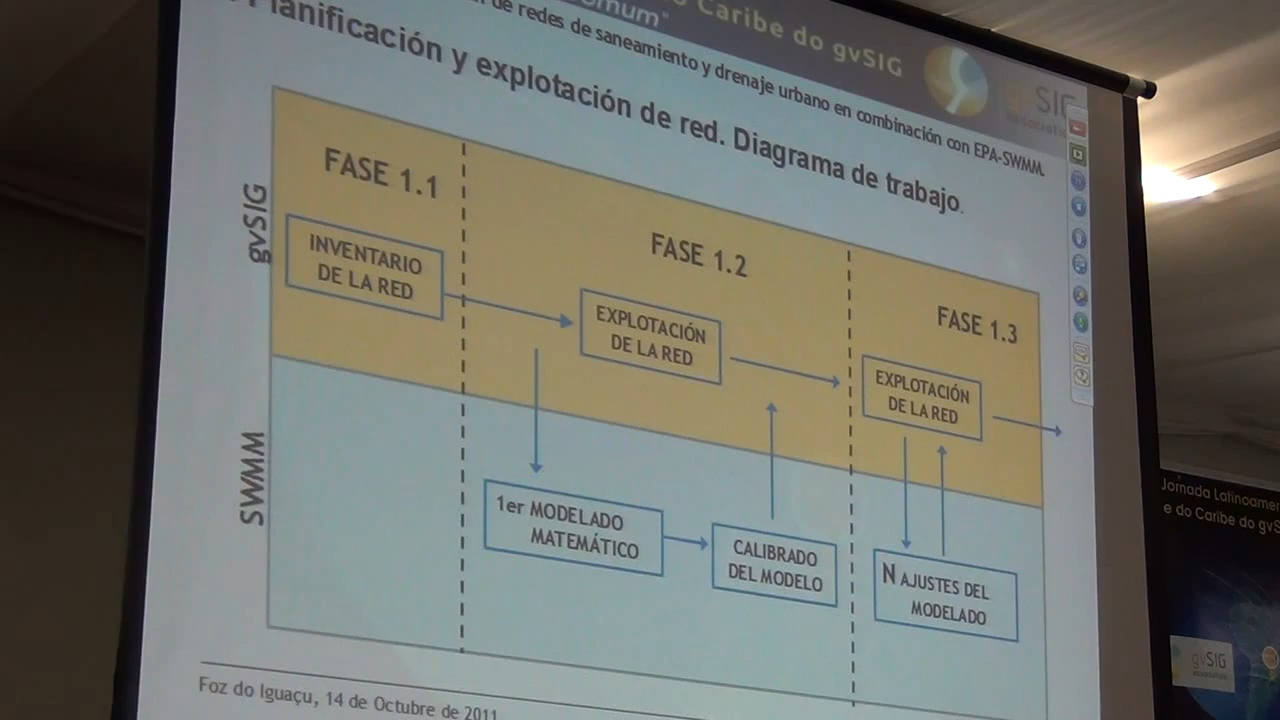 Caribe do gvSIG
omum"
de redes de saneamiento y drenaje urbano en combinación con EPA-SWMM.
Planificación y explotación de red. Diagrama de trabajo.
gvSIG
FASE 1.1
FASE 1.2
FASE 1.3
INVENTARIO
DE LA RED
EXPLOTACIÓN
DE LA RED
EXPLOTACIÓN
DE LA RED
SWMM
1er MODELADO
MATEMÁTICO
CALIBRADO
DEL MODELO
N AJUSTES DEL
MODELADO
Foz do Iguaçu, 14 de Octubre de 2011
Jornada Latinoamer
e do Caribe do gvS
gvSIG